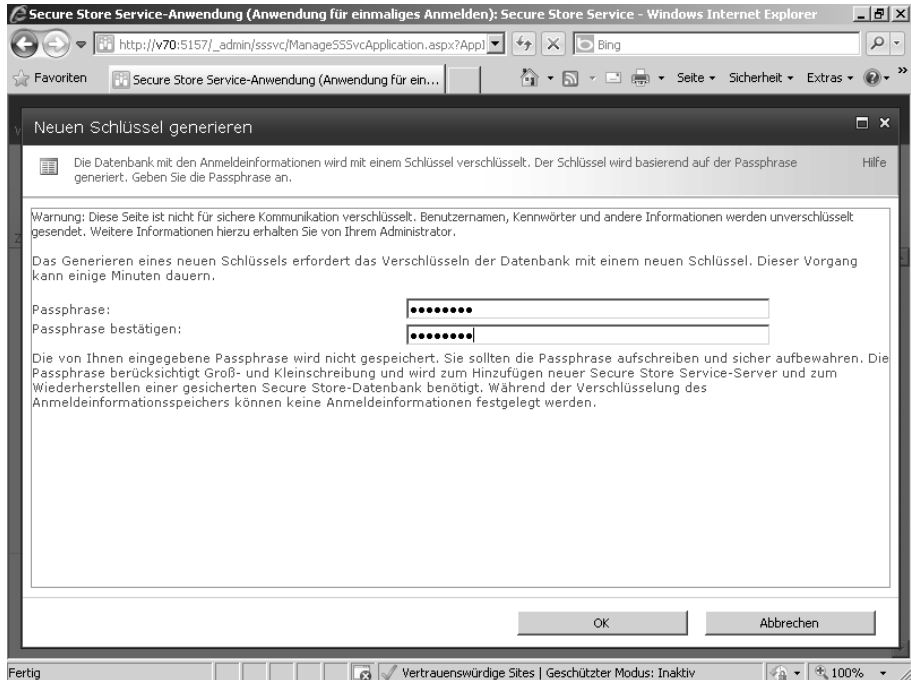 Secure Store Service-Anwendung (Anwendung für einmaliges Anmelden): Secure Store Service - Windows Internet Explorer
http://v70:5157/_admin/sssvc/ManageSSSvcApplication.aspx?Appl
Bing
Favoriten
Secure Store Service-Anwendung (Anwendung für ein...
Seite
Sicherheit
Extras
Neuen Schlüssel generieren
Die Datenbank mit den Anmeldeinformationen wird mit einem Schlüssel verschlüsselt. Der Schlüssel wird basierend auf der Passphrase
generiert. Geben Sie die Passphrase an.
Hilfe
Warnung: Diese Seite ist nicht für sichere Kommunikation verschlüsselt. Benutzernamen, Kennwörter und andere Informationen werden unverschlüsselt
gesendet. Weitere Informationen hierzu erhalten Sie von Ihrem Administrator.
Das Generieren eines neuen Schlüssels erfordert das Verschlüsseln der Datenbank mit einem neuen Schlüssel. Dieser Vorgang
kann einige Minuten dauern.
Passphrase:
Passphrase bestätigen:
Die von Ihnen eingegebene Passphrase wird nicht gespeichert. Sie sollten die Passphrase aufschreiben und sicher aufbewahren. Die
Passphrase berücksichtigt Groß- und Kleinschreibung und wird zum Hinzufügen neuer Secure Store Service-Server und zum
Wiederherstellen einer gesicherten Secure Store-Datenbank benötigt. Während der Verschlüsselung des
Anmeldeinformationsspeichers können keine Anmeldeinformationen festgelegt werden.
OK
Abbrechen
Fertig
Vertrauenswürdige Sites | Geschützter Modus: Inaktiv
100%